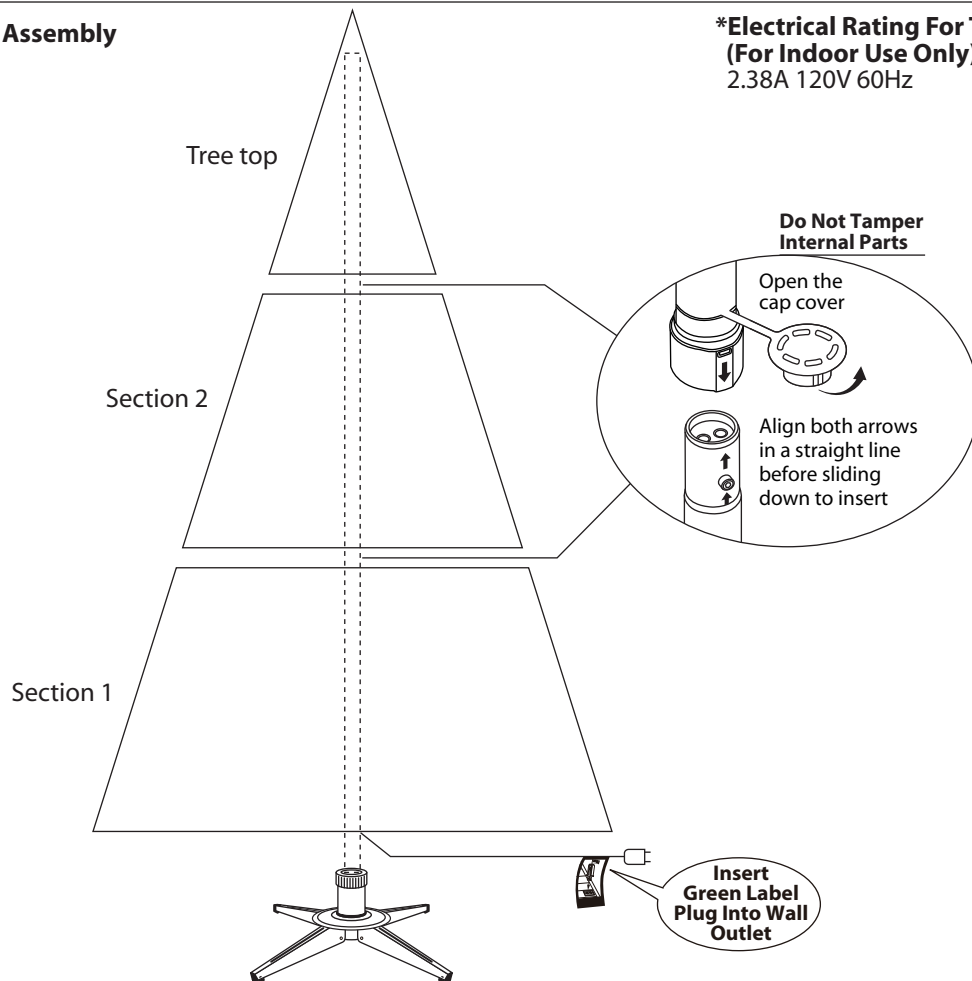 Assembly
*Electrical Rating For
(For Indoor Use Only)
2.38A 120V 60Hz
Tree top
Do Not Tamper
Internal Parts
Open the
cap cover
Section 2
Align both arrows
in a straight line
before sliding
down to insert
Section 1
Insert
Green Label
Plug Into Wall
Outlet